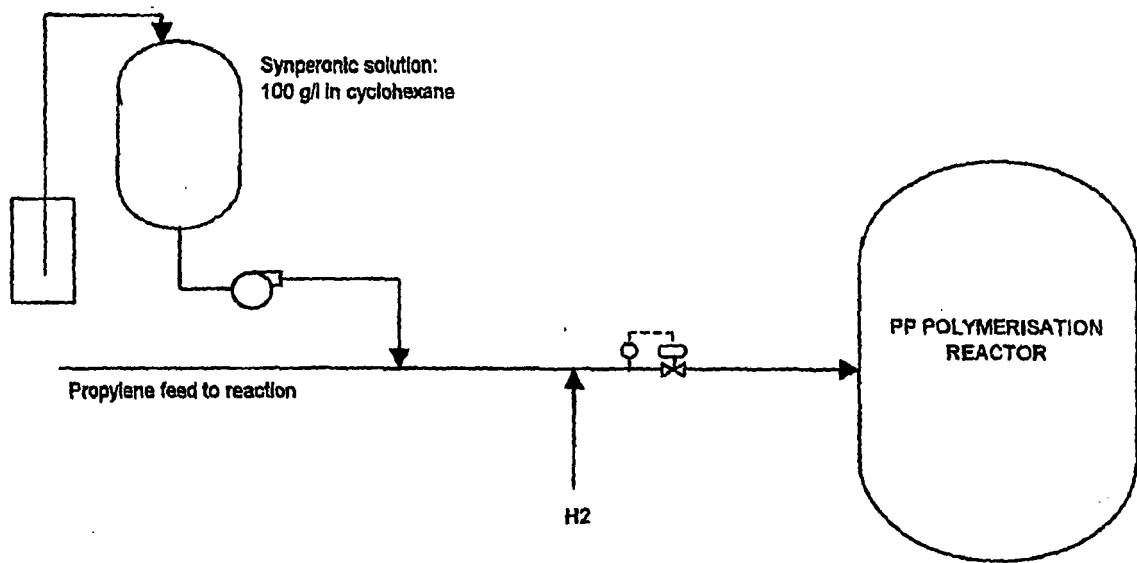 Synperonic solution:
100 g/l in cyclohexane
PP POLYMERISATION
REACTOR
Propylene feed to reaction
H2